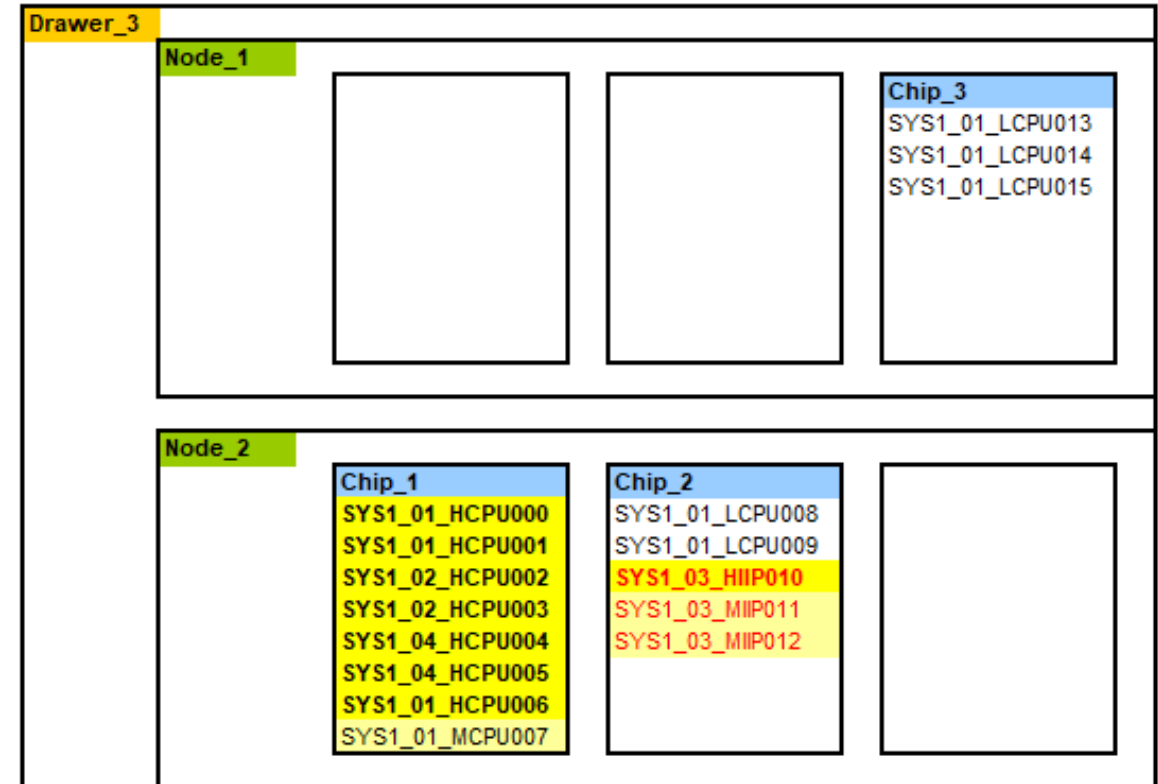 Drawer_3
Node_1
Chip_3
SYS1_01_LCPU013
SYS1_01_LCPU014
SYS1_01_LCPU015
Node_2
Chip_1
SYS1_01_HCPU000
SYS1_01_HCPU001
SYS1_02_HCPU002
SYS1_02_HCPU003
SYS1_04_HCPU004
SYS1_04_HCPU005
SYS1_01_HCPU006
SYS1_01_MCPU007
Chip_2
SYS1_01_LCPU008
SYS1_01_LCPU009
SYS1_03_HIIP010
SYS1_03_MIIP011
SYS1_03_MIIP012